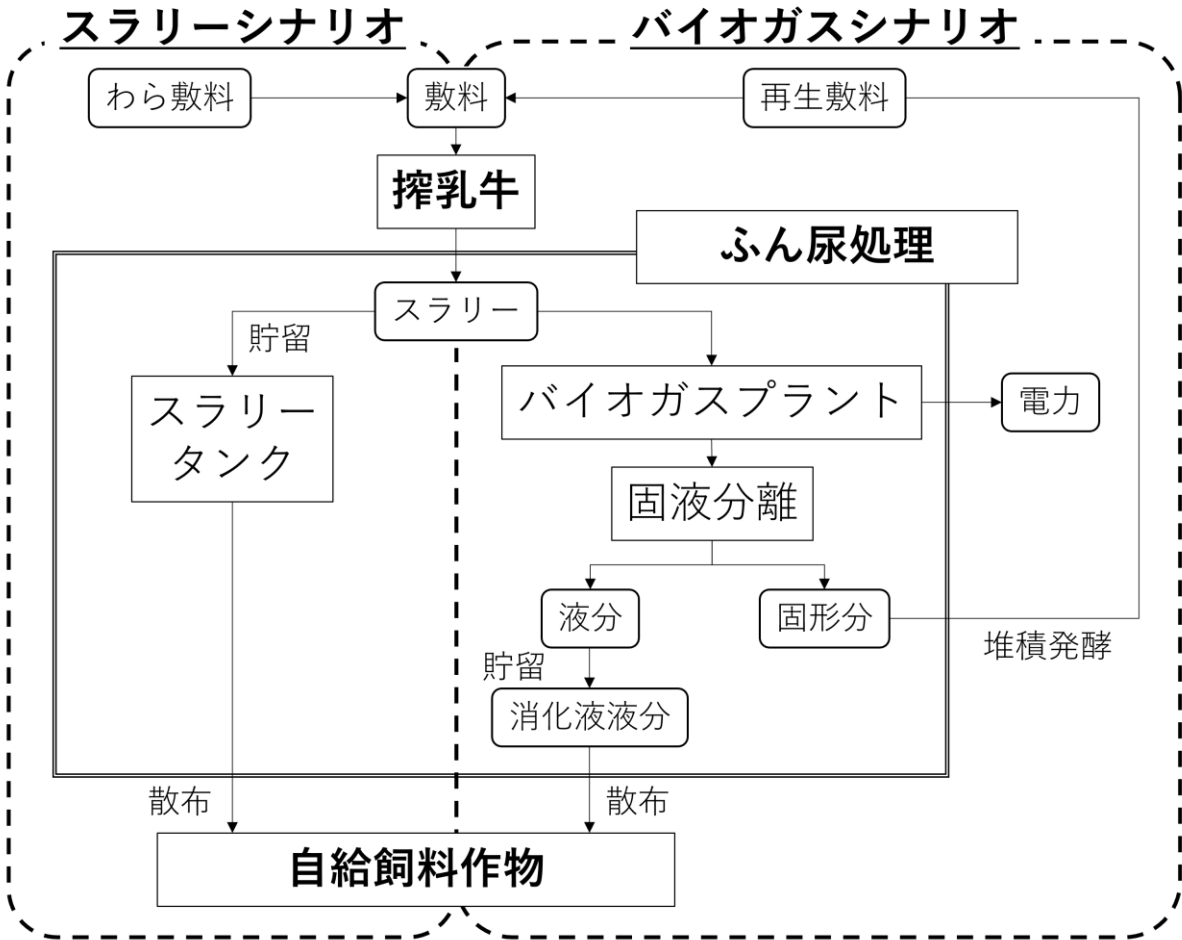 スラリーシナリオ
バイオガスシナリオ
わら敷料
敷料
再生敷料
搾乳牛
ふん尿処理
スラリー
貯留
スラリー
タンク
バイオガスプラント
電力
固液分離
液分
固形分
堆積発酵
貯留
消化液液分
散布
散布
自給飼料作物